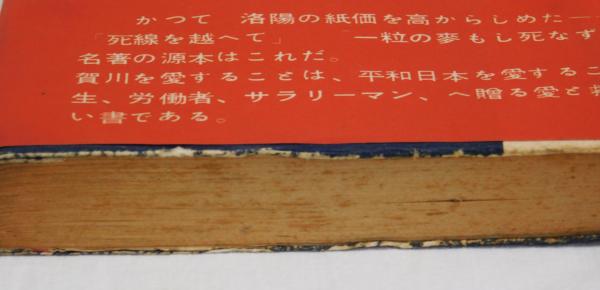 かつて 洛陽の紙価を高からしめた一
「死線を越へて」 一粒の麥もし死なず
名著の源本はこれだ。
賀川を愛することは、平和日本を愛するこ
生、労働者、サラリーマン、へ贈る愛と
い書である。